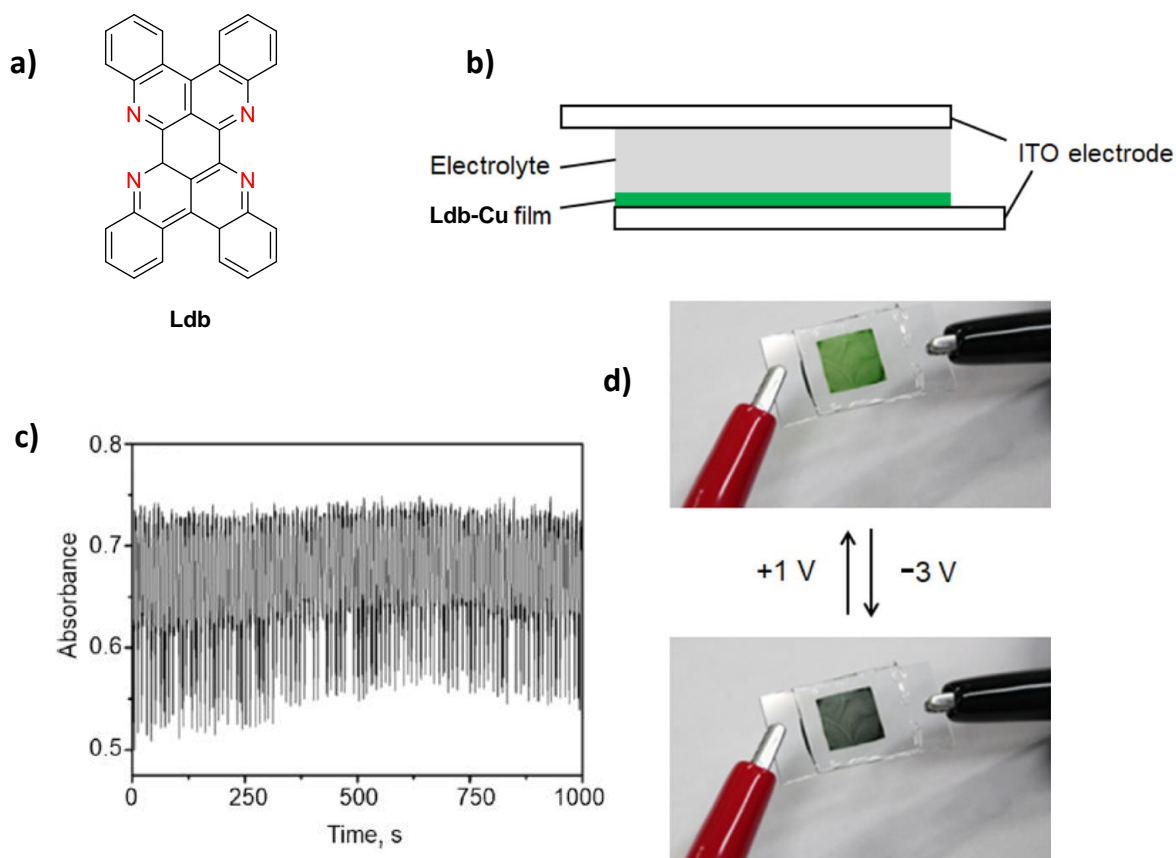 a)
N
N
N
N
Ldb
b)
Electrolyte
Ldb-Cu film
ITO electrode
c)
0.8
0.7
0.6
0.5
Absorbance
0
250
500
750
1000
Time, s
d)
+1 V
−3 V